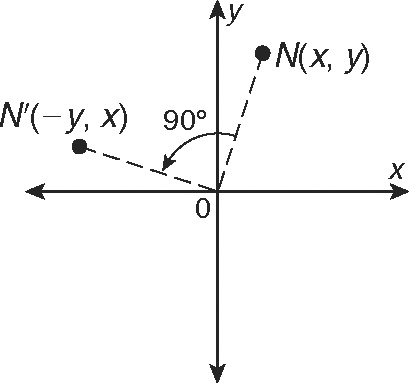 y
N(x, y)
N′(−y, x)
90°
x
0